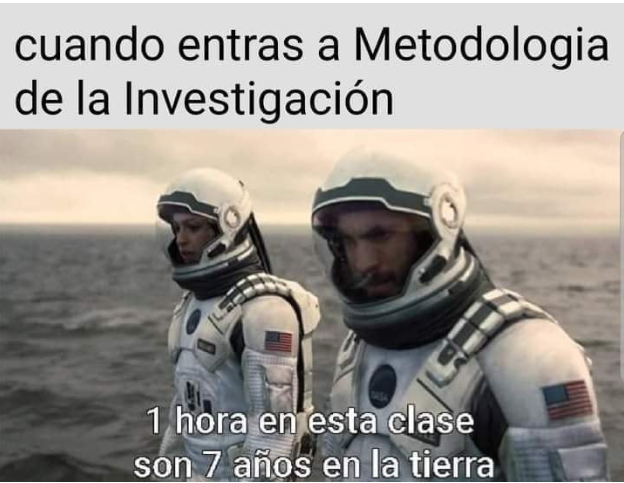 cuando entras a Metodologia
de la Investigación
1 hora en esta clase
son 7 años en la tierra